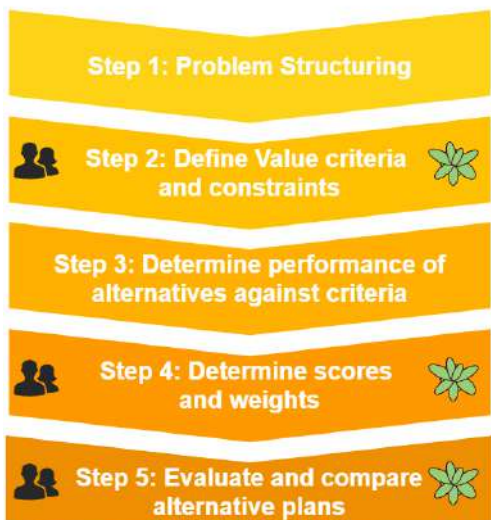 Step 1: Problem Structuring
Step 2: Define Value criteria
and constraints
Step 3: Determine performance of
alternatives against criteria
Step 4: Determine scores
and weights
Step 5: Evaluate and compare
alternative plans